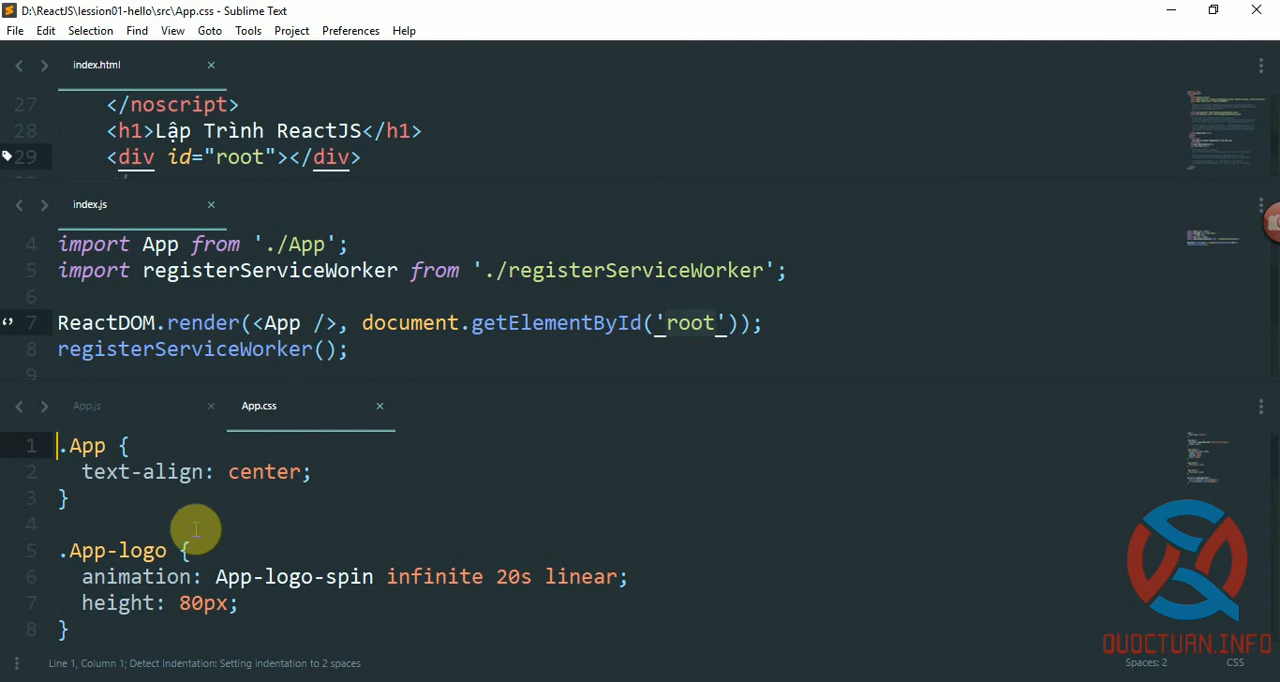 D:\ReactJS\lession01-hello\src\App.css - Sublime Text
File Edit Selection Find View Goto Tools Project Preferences Help
index.html
27 </noscript>
28 <h1>Lập Trình ReactJS</h1>
29 <div id="root"></div>
index.js
4 import App from './App';
5 import registerServiceWorker from './registerServiceWorker';
6
7 ReactDOM.render(<App />, document.getElementById('root'));
8 registerServiceWorker();
9
App.js App.css
1 .App {
2 text-align: center;
3 }
4
5 .App-logo {
6 animation: App-logo-spin infinite 20s linear;
7 height: 80px;
8 }
QUOCTUAN.INFO
Line 1, Column 1; Detect Indentation: Setting indentation to 2 spaces Spaces: 2 CSS